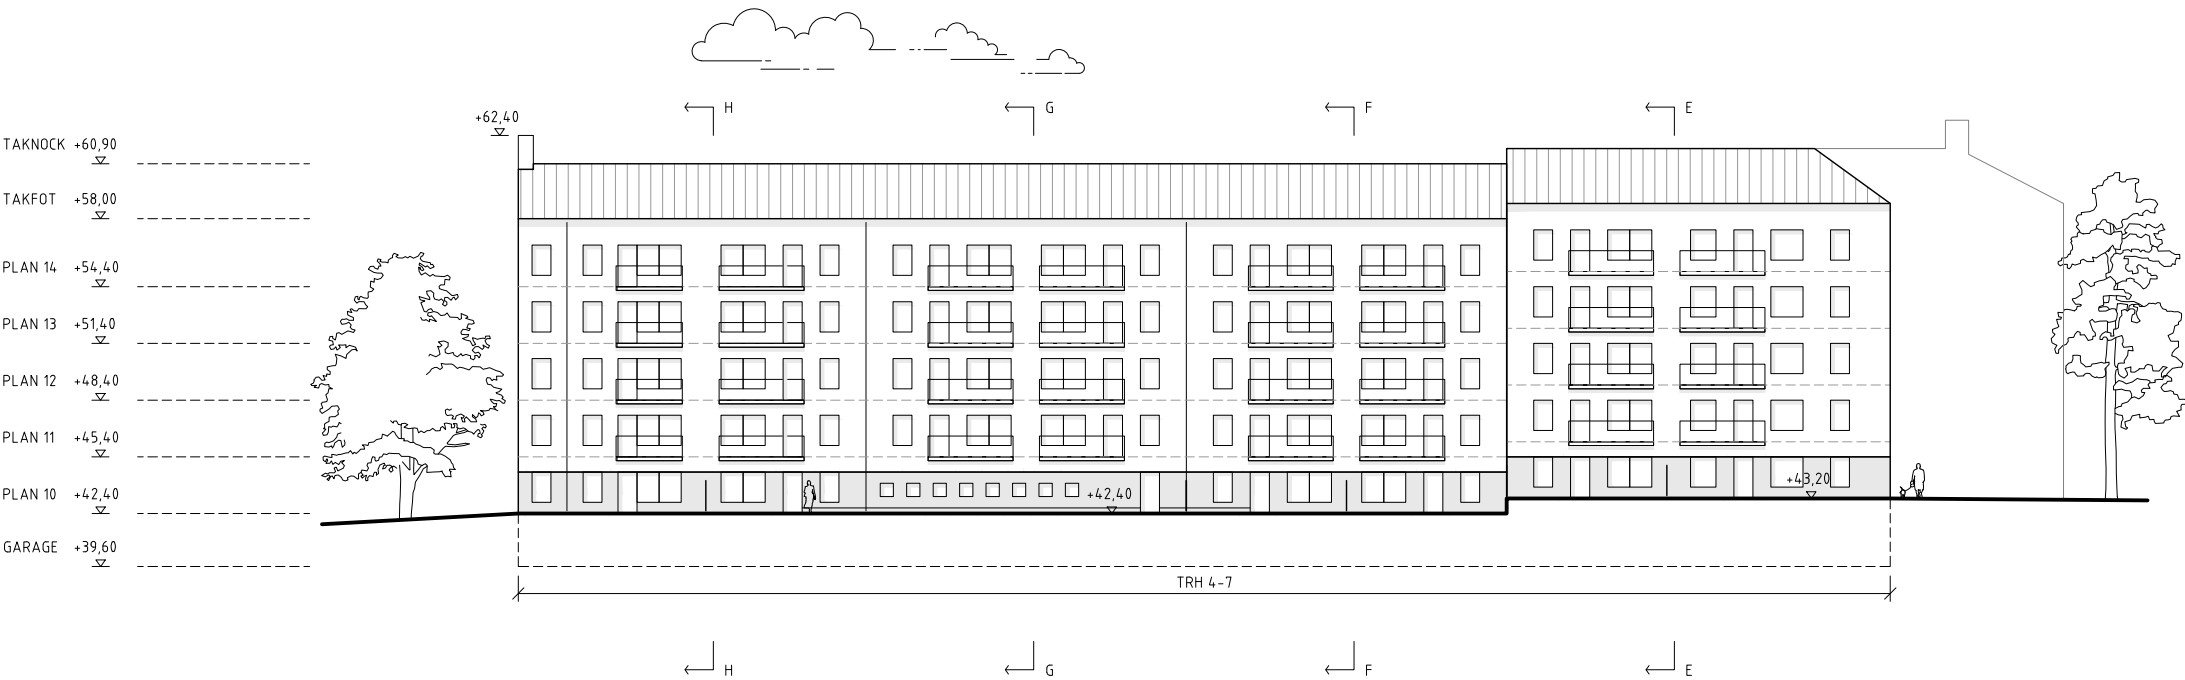 H G F E
+62,40
TAKNOCK +60,90
TAKFOT +58,00
PLAN 14 +54,40
PLAN 13 +51,40
PLAN 12 +48,40
PLAN 11 +45,40
+43,20
PLAN 10 +42,40 +42,40
GARAGE +39,60
TRH 4-7
H G F E